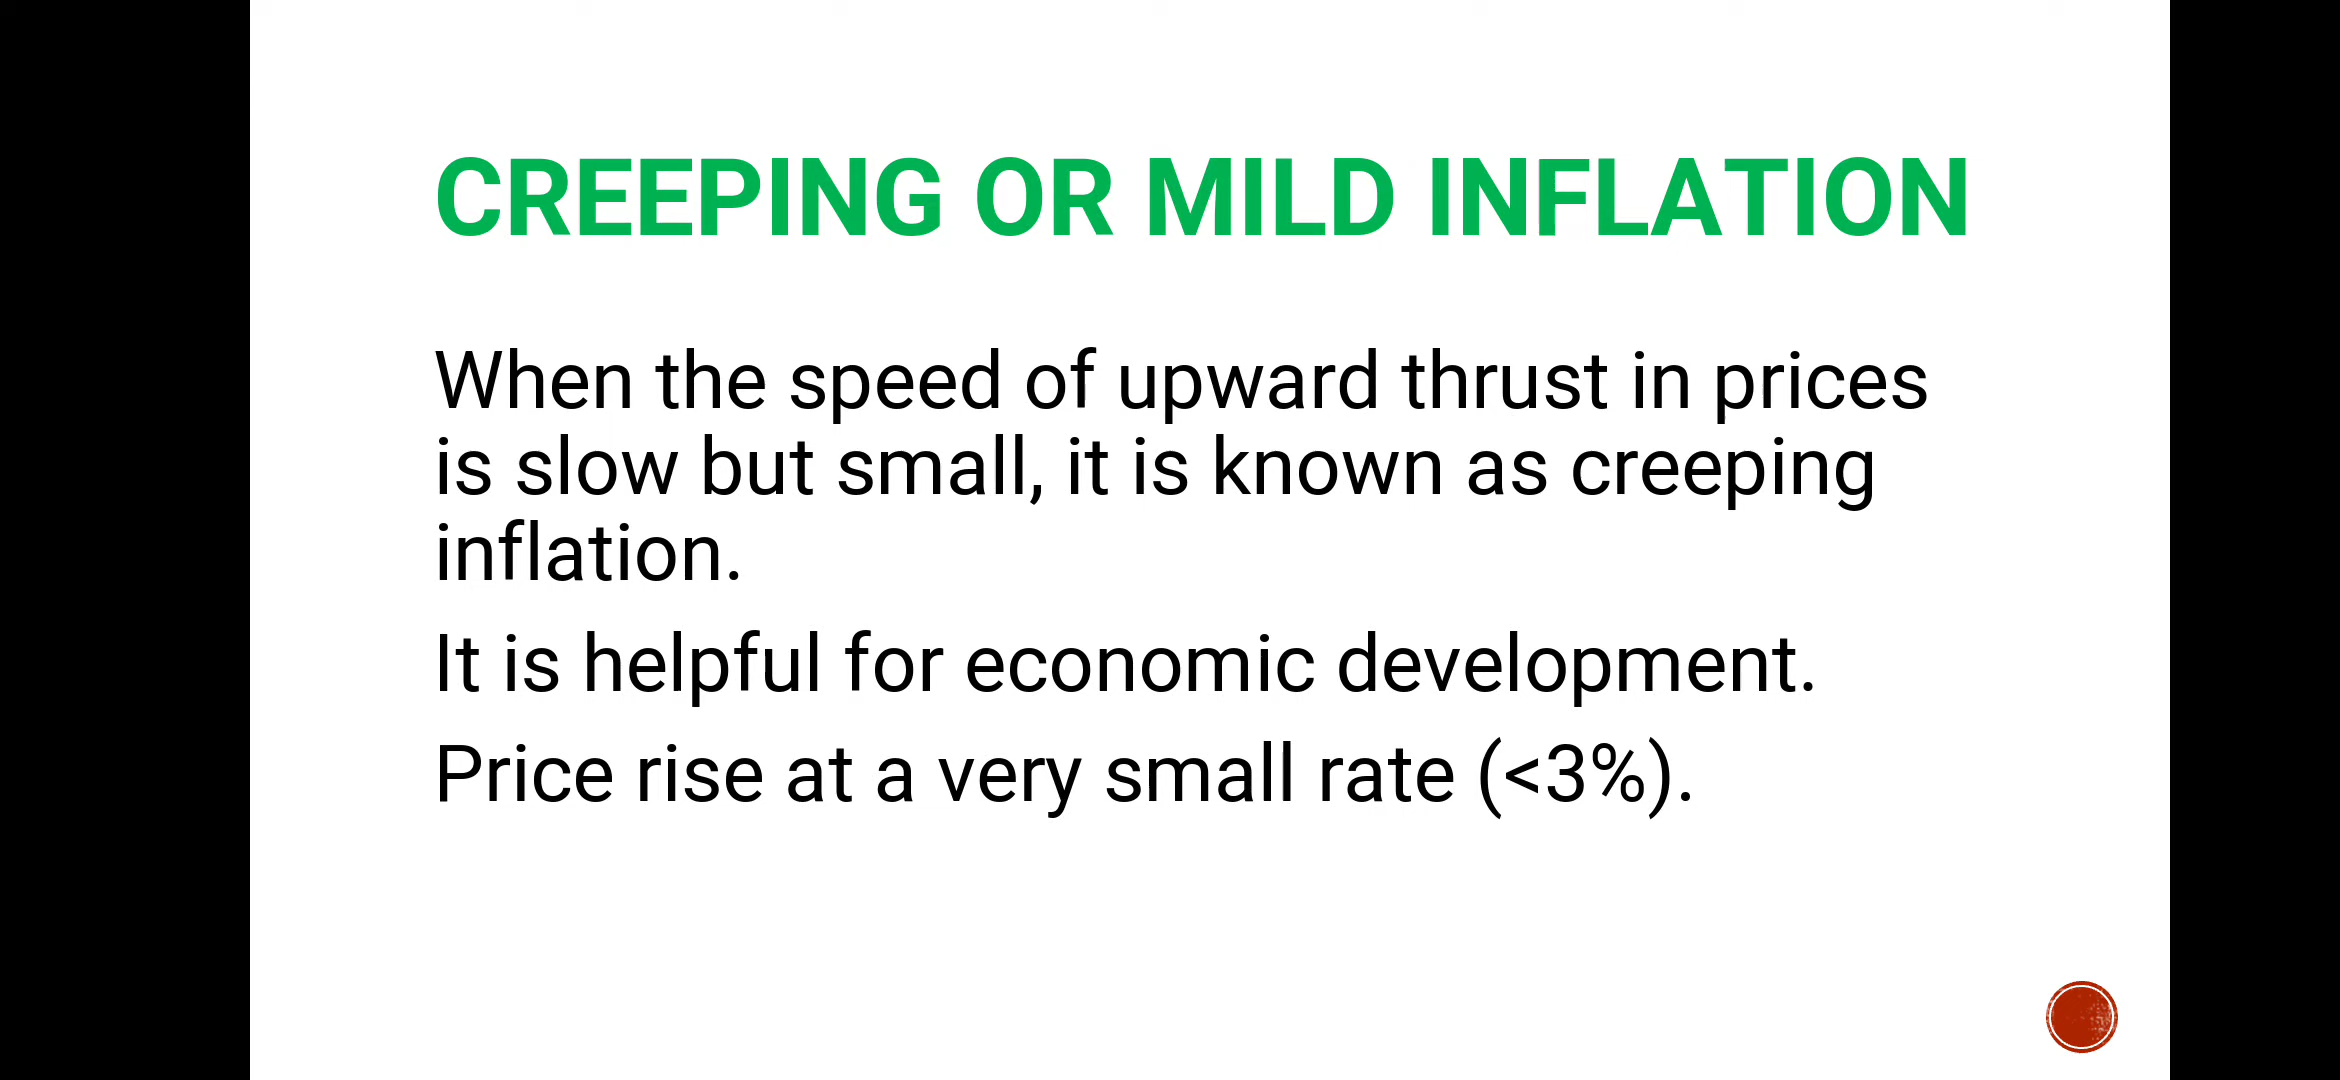 CREEPING OR MILD INFLATION
When the speed of upward thrust in prices
is slow but small, it is known as creeping
inflation.
It is helpful for economic development.
Price rise at a very small rate (<3%).